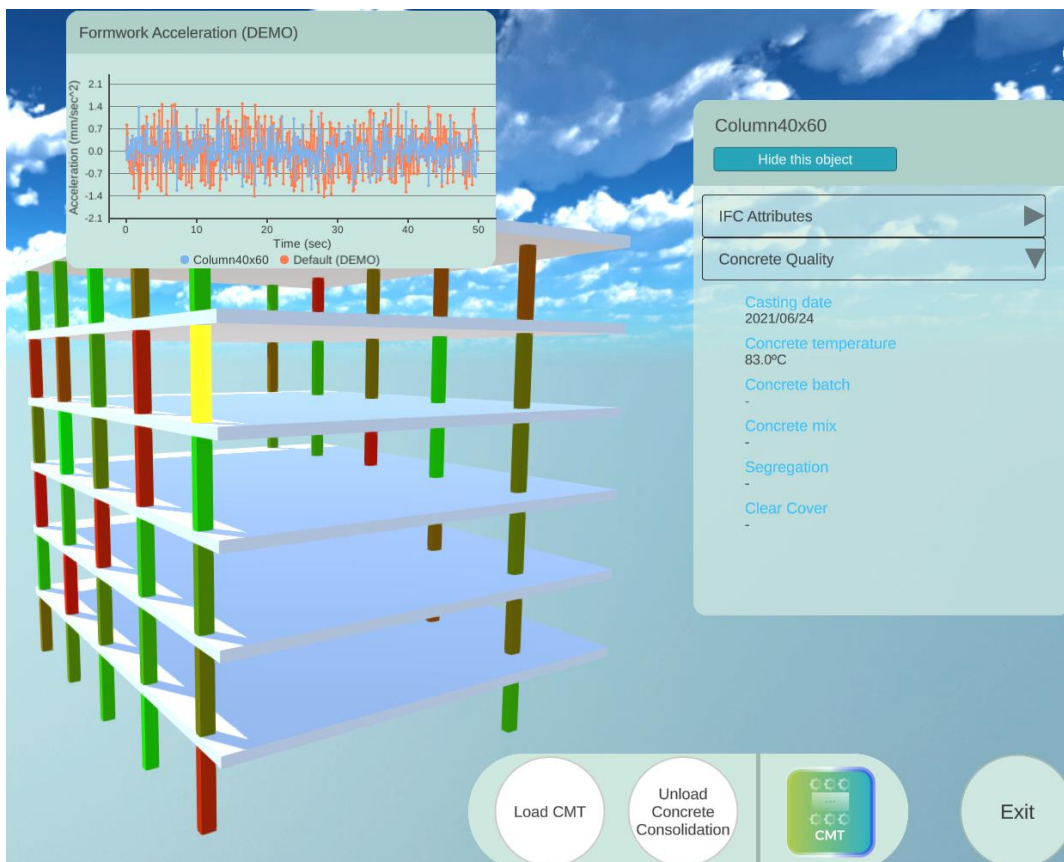 Formwork Acceleration (DEMO)
Acceleration (mm/sec^2)
2.1
1.4
0.7
0.0
-0.7
-1.4
-2.1
0 10 20 30 40 50
Time (sec)
Column40x60 Default (DEMO)
Column40x60
Hide this object
IFC Attributes
Concrete Quality
Casting date
2021/06/24
Concrete temperature
83.0ºC
Concrete batch
-
Concrete mix
-
Segregation
-
Clear Cover
-
Load CMT
Unload
Concrete
Consolidation
...
CMT
Exit